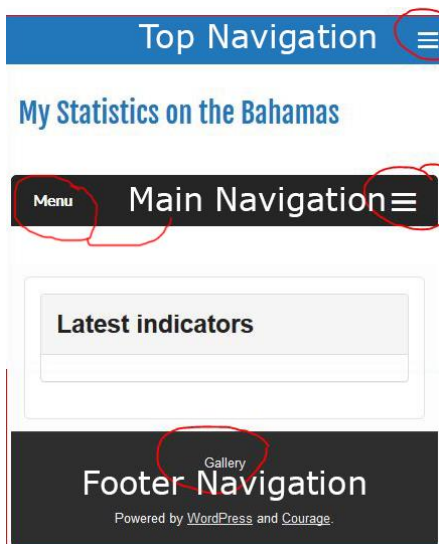 Top Navigation
My Statistics on the Bahamas
Menu Main Navigation
Latest indicators
Gallery
Footer Navigation
Powered by WordPress and Courage.